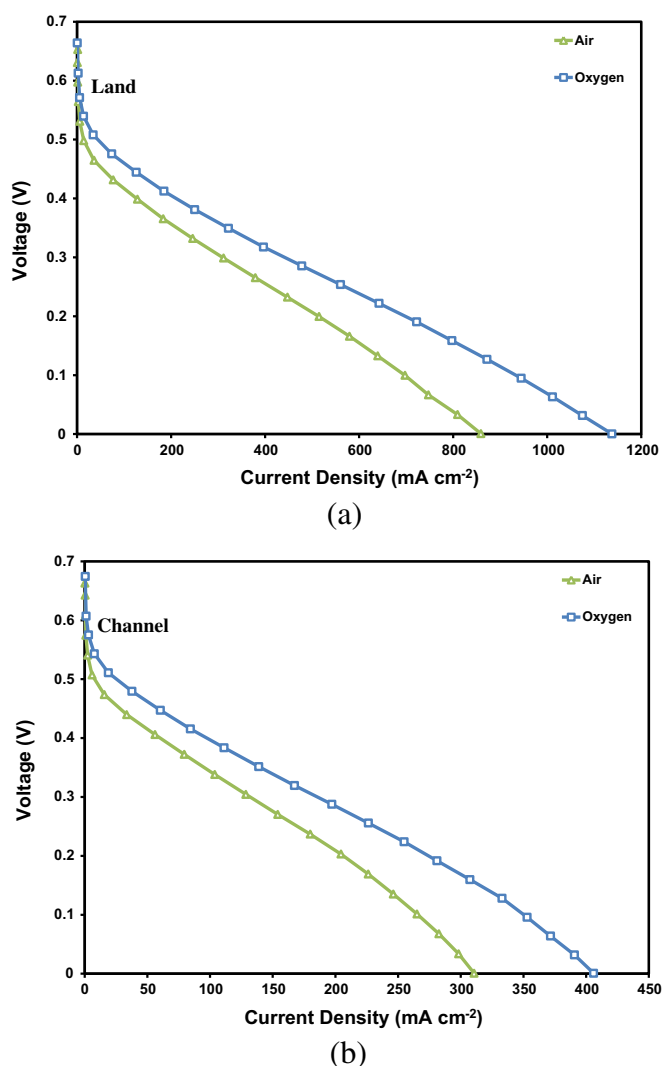 0.7
Air
0.6
Land
Oxygen
0.5
0.4
0.3
0.2
0.1
0
Voltage (V)
0 200 400 600 800 1000 1200
Current Density (mA cm-2)
(a)
0.7
Air
0.6
Channel
Oxygen
0.5
0.4
0.3
0.2
0.1
0
Voltage (V)
0 50 100 150 200 250 300 350 400 450
Current Density (mA cm-2)
(b)